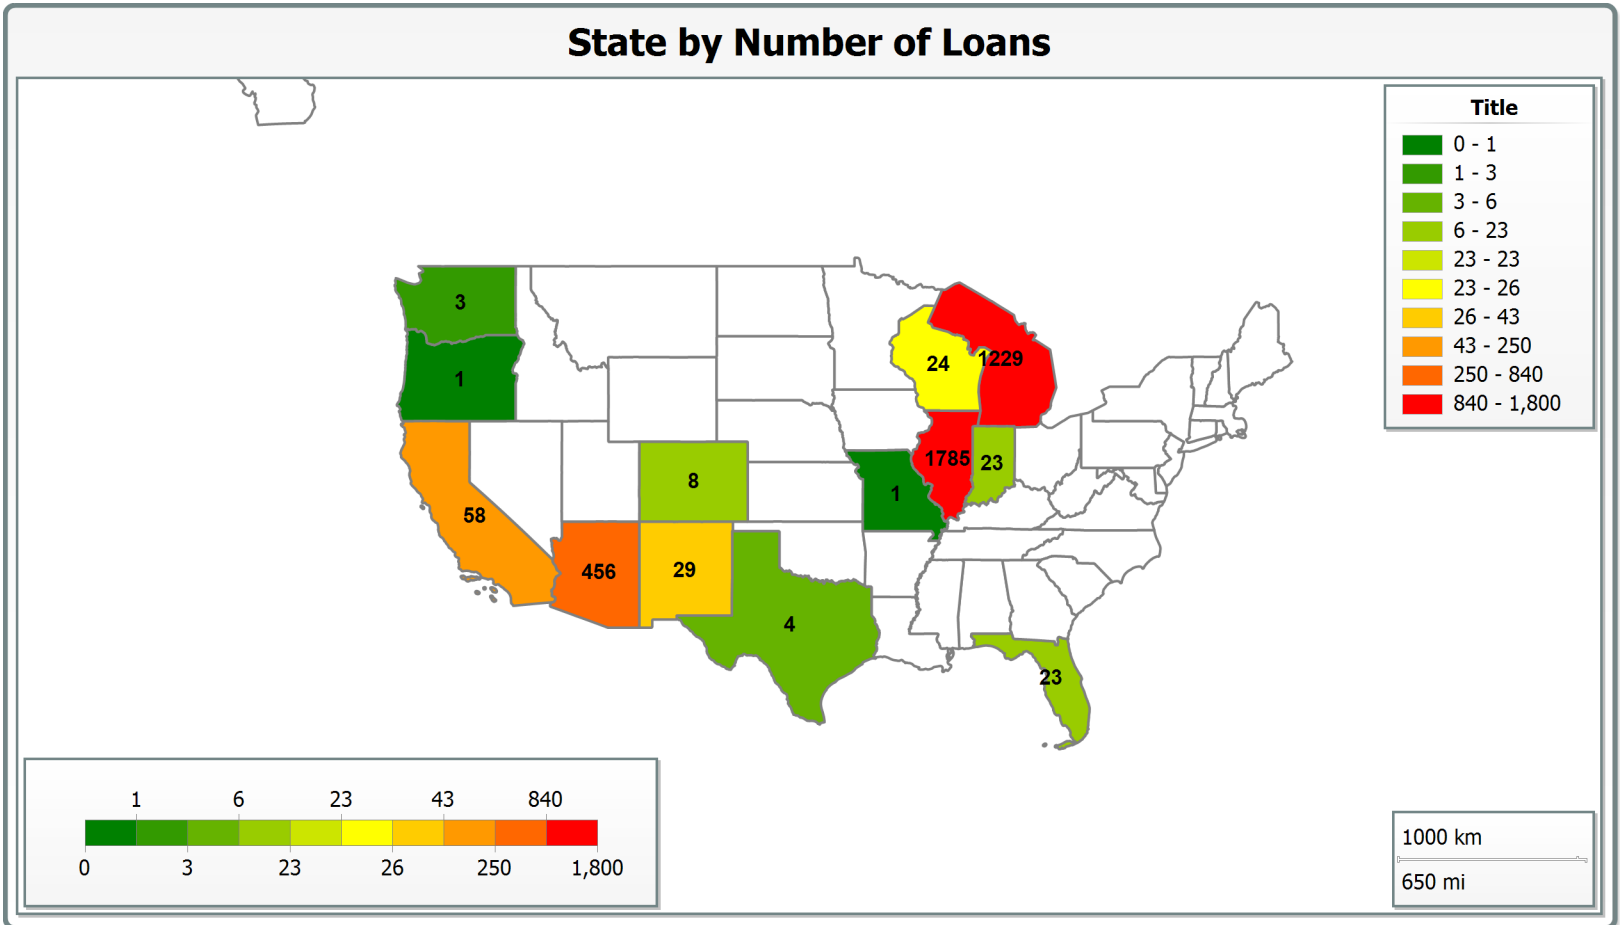 State by Number of Loans
Title
0 - 1
1 - 3
3 - 6
6 - 23
23 - 23
23 - 26
26 - 43
43 - 250
250 - 840
840 - 1,800
3
1
24
1229
1785
23
8
1
58
456
29
4
23
1 6 23 43 840
0 3 23 26 250 1,800
1000 km
650 mi